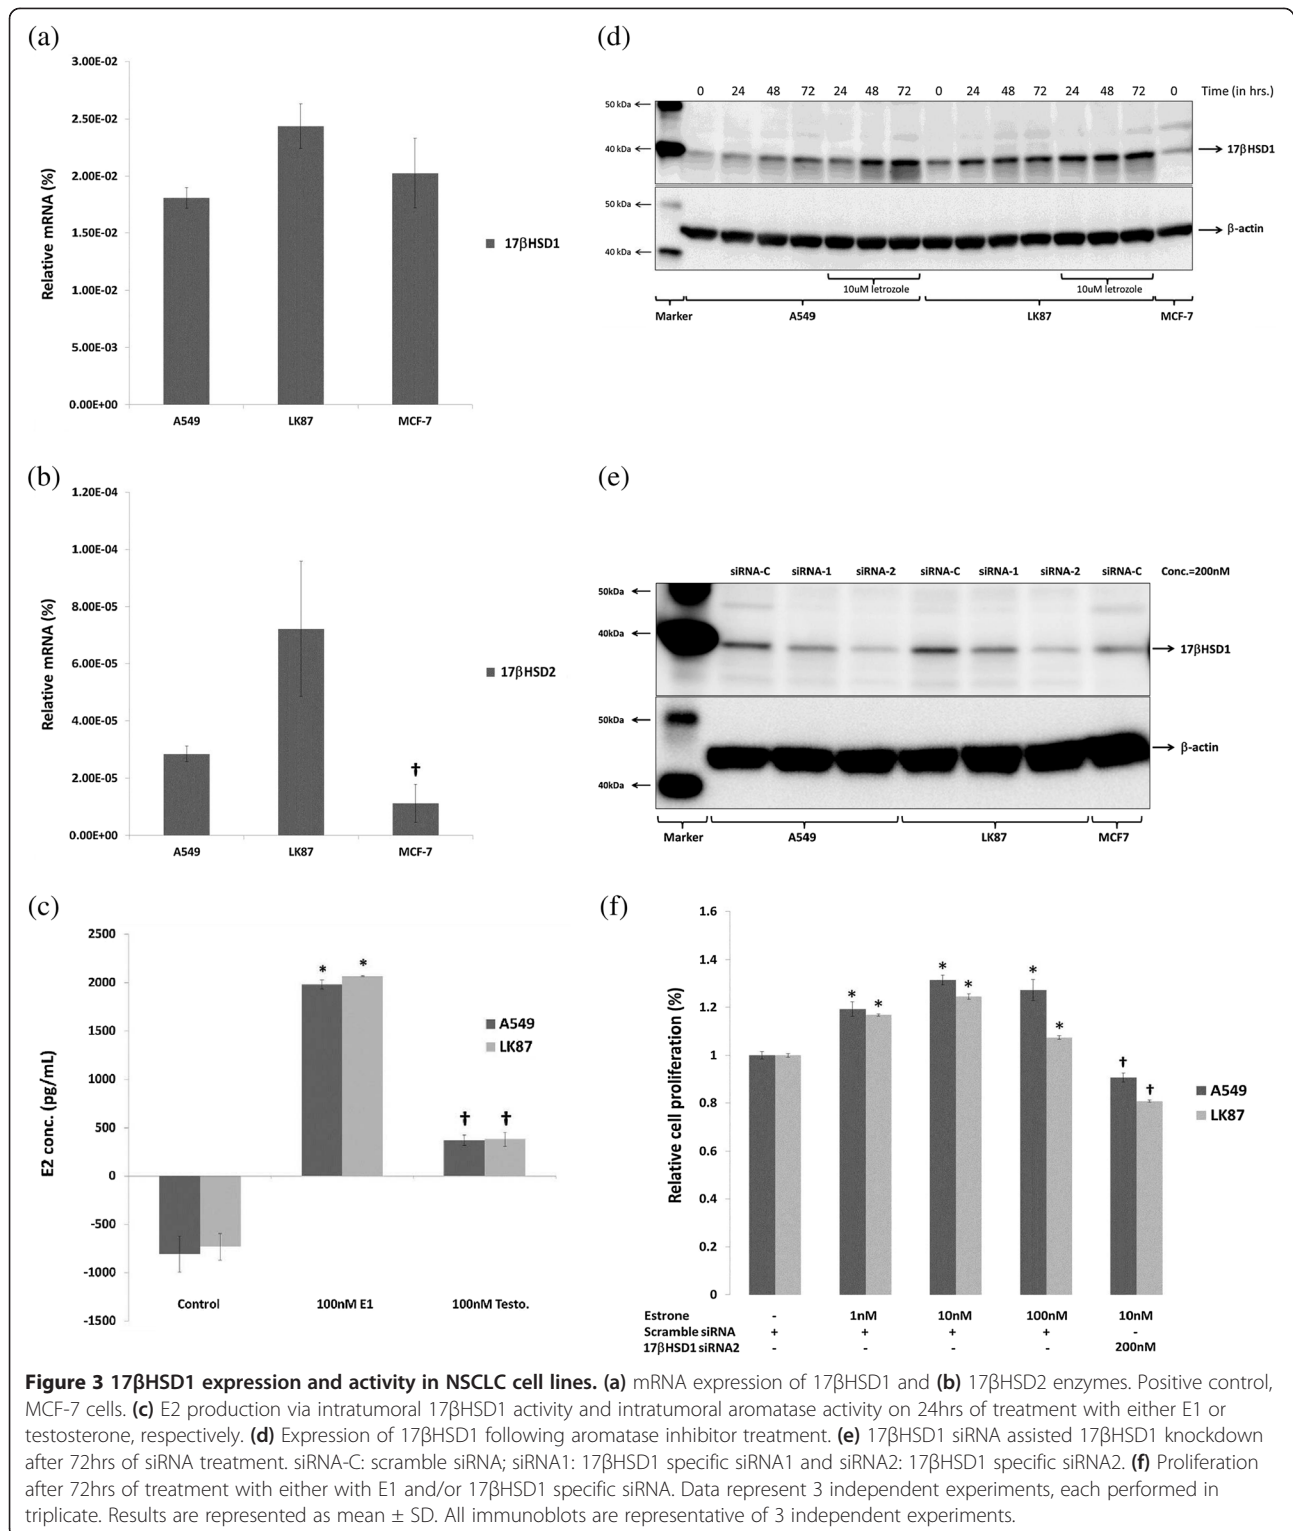 (a)
3.00E-02
2.50E-02
2.00E-02
1.50E-02
1.00E-02
5.00E-03
0.00E+00
Relative mRNA (%)
A549 LK87 MCF-7
17βHSD1
(d)
0 24 48 72 24 48 72 0 24 48 72 24 48 72 0 Time (in hrs.)
50 kDa
40 kDa
17βHSD1
50 kDa
40 kDa
β-actin
10uM letrozole 10uM letrozole
Marker A549 LK87 MCF-7
(b)
1.20E-04
1.00E-04
8.00E-05
6.00E-05
4.00E-05
2.00E-05
0.00E+00
Relative mRNA (%)
†
A549 LK87 MCF-7
17βHSD2
(e)
siRNA-C siRNA-1 siRNA-2 siRNA-C siRNA-1 siRNA-2 siRNA-C Conc.=200nM
50kDa
40kDa
17βHSD1
50kDa
40kDa
β-actin
Marker A549 LK87 MCF7
(c)
2500
2000
1500
1000
500
0
-500
-1000
-1500
E2 conc. (pg/mL)
* *
† †
A549
LK87
Control 100nM E1 100nM Testo.
(f)
1.6
1.4
1.2
1
0.8
0.6
0.4
0.2
0
Relative cell proliferation (%)
* * * * * * † †
A549
LK87
Estrone - 1nM 10nM 100nM 10nM
Scramble siRNA + + + + -
17βHSD1 siRNA2 - - - - 200nM
Figure 3 17βHSD1 expression and activity in NSCLC cell lines. (a) mRNA expression of 17βHSD1 and (b) 17βHSD2 enzymes. Positive control,
MCF-7 cells. (c) E2 production via intratumoral 17βHSD1 activity and intratumoral aromatase activity on 24hrs of treatment with either E1 or
testosterone, respectively. (d) Expression of 17βHSD1 following aromatase inhibitor treatment. (e) 17βHSD1 siRNA assisted 17βHSD1 knockdown
after 72hrs of siRNA treatment. siRNA-C: scramble siRNA; siRNA1: 17βHSD1 specific siRNA1 and siRNA2: 17βHSD1 specific siRNA2. (f) Proliferation
after 72hrs of treatment with either with E1 and/or 17βHSD1 specific siRNA. Data represent 3 independent experiments, each performed in
triplicate. Results are represented as mean ± SD. All immunoblots are representative of 3 independent experiments.